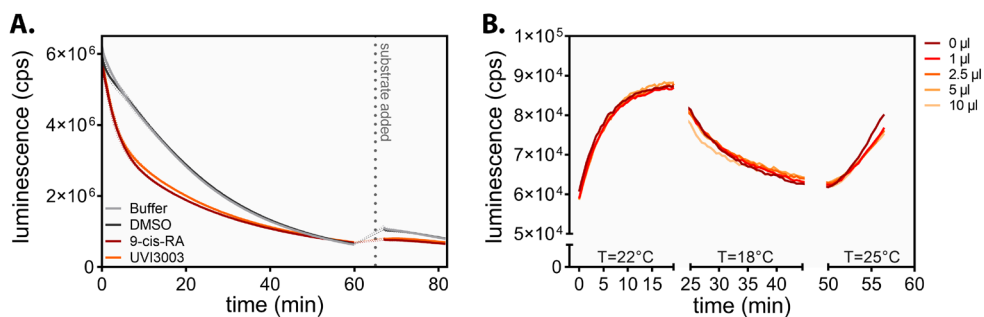 A.
luminescence (cps)
6×10⁶
4×10⁶
2×10⁶
0
substrate added
Buffer
DMSO
9-cis-RA
UVI3003
0 20 40 60 80
time (min)
B.
luminescence (cps)
1×10⁵
9×10⁴
8×10⁴
7×10⁴
6×10⁴
5×10⁴
0
0 µl
1 µl
2.5 µl
5 µl
10 µl
T=22°C T=18°C T=25°C
0 5 10 15 25 30 35 40 50 55 60
time (min)